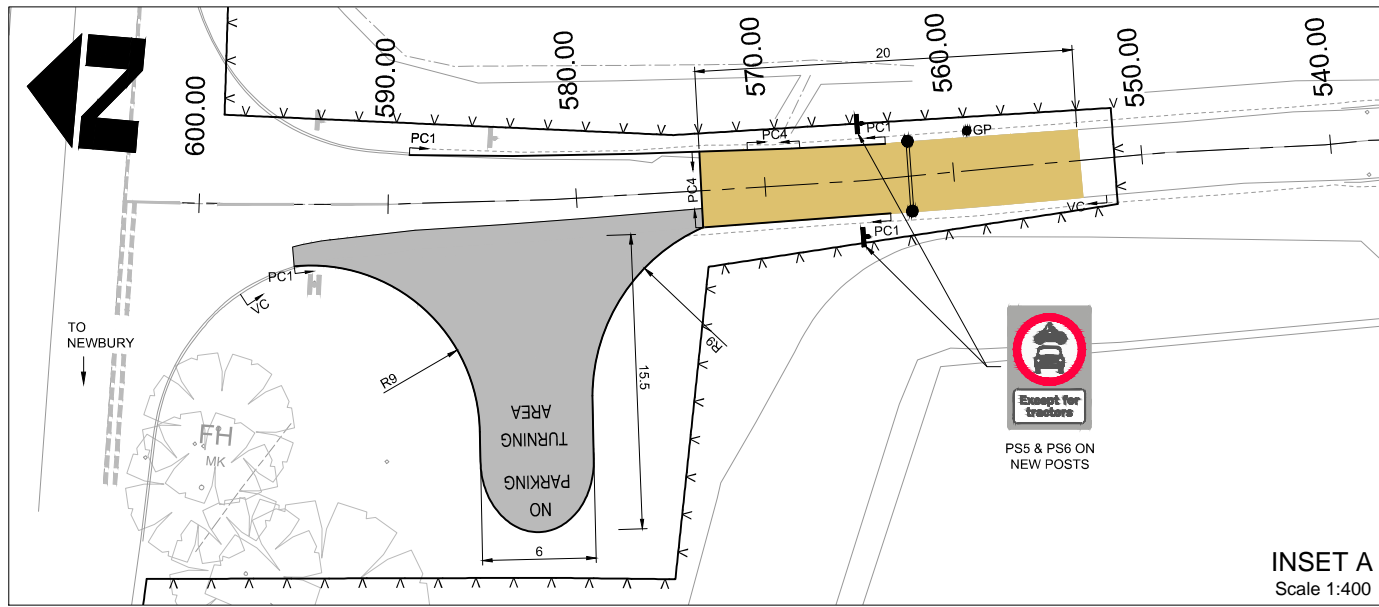 N
600.00
590.00
580.00
570.00
560.00
550.00
540.00
20
PC1
PC4
PC1
GP
PC4
PC1
VC
PC1
VC
TO
NEWBURY
R9
R9
15.5
FH
MK
NO
PARKING
TURNING
AREA
6
Except for
tractors
PS5 & PS6 ON
NEW POSTS
INSET A
Scale 1:400